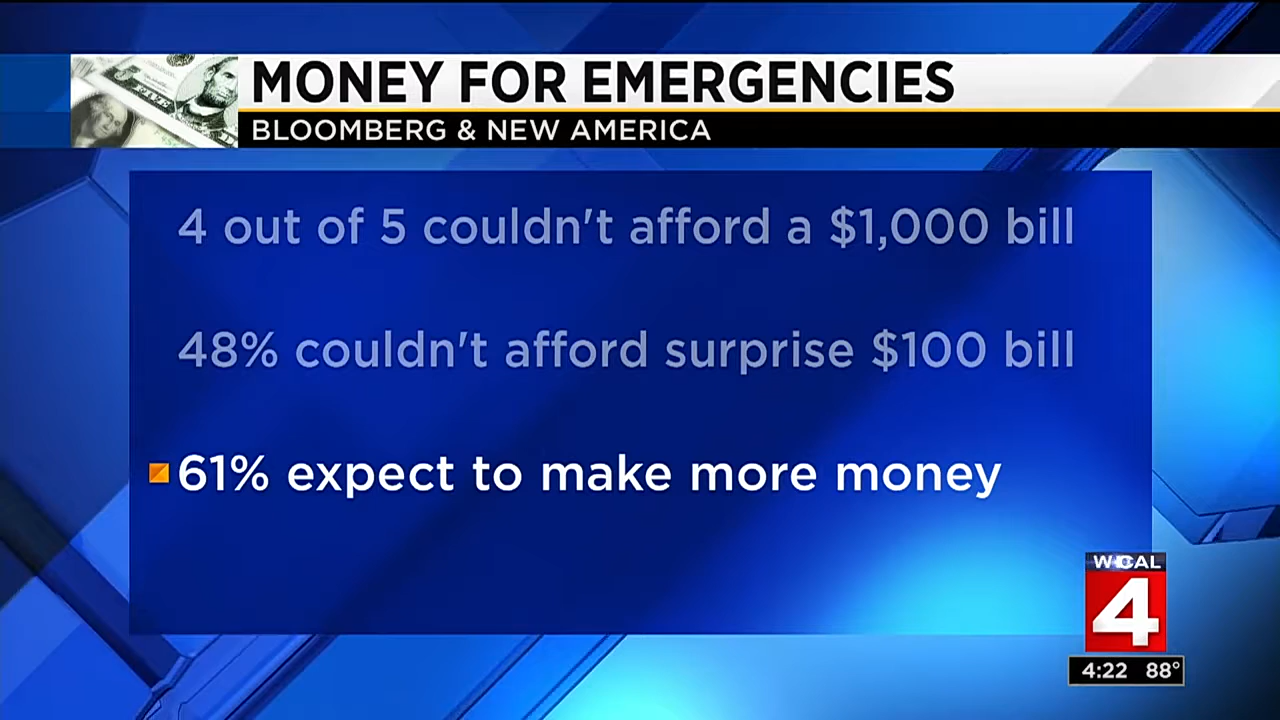 MONEY FOR EMERGENCIES
BLOOMBERG & NEW AMERICA
4 out of 5 couldn't afford a $1,000 bill
48% couldn't afford surprise $100 bill
61% expect to make more money
4
4:22 88°